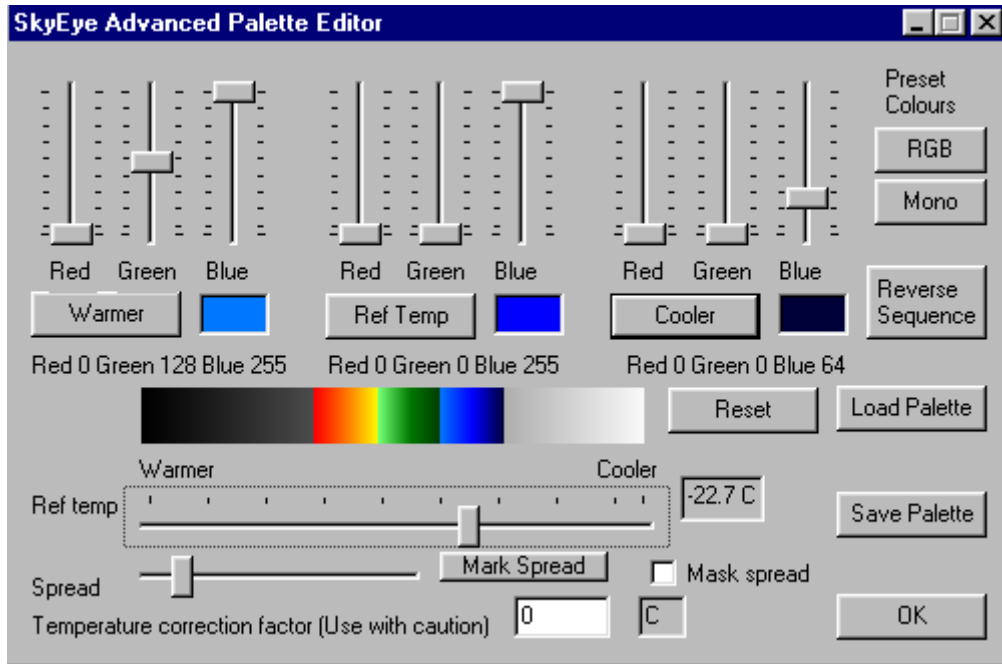 SkyEye Advanced Palette Editor
Preset
Colours
RGB
Mono
Red Green Blue
Red Green Blue
Red Green Blue
Warmer
Ref Temp
Cooler
Reverse
Sequence
Red 0 Green 128 Blue 255
Red 0 Green 0 Blue 255
Red 0 Green 0 Blue 64
Reset
Load Palette
Warmer
Cooler
Ref temp
-22.7 C
Save Palette
Spread
Mark Spread
Mask spread
Temperature correction factor (Use with caution)
0
C
OK